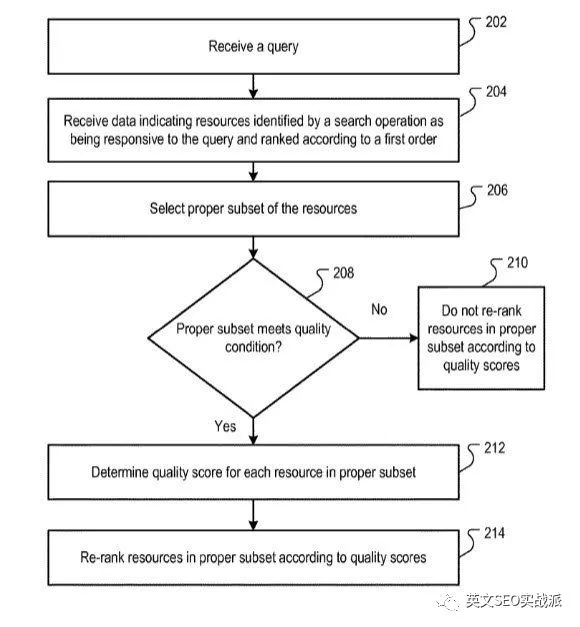 202
Receive a query
204
Receive data indicating resources identified by a search operation as
being responsive to the query and ranked according to a first order
206
Select proper subset of the resources
208
Proper subset meets quality
condition?
No
210
Do not re-rank
resources in proper
subset according to
quality scores
Yes
212
Determine quality score for each resource in proper subset
214
Re-rank resources in proper subset according to quality scores
英文SEO实战派